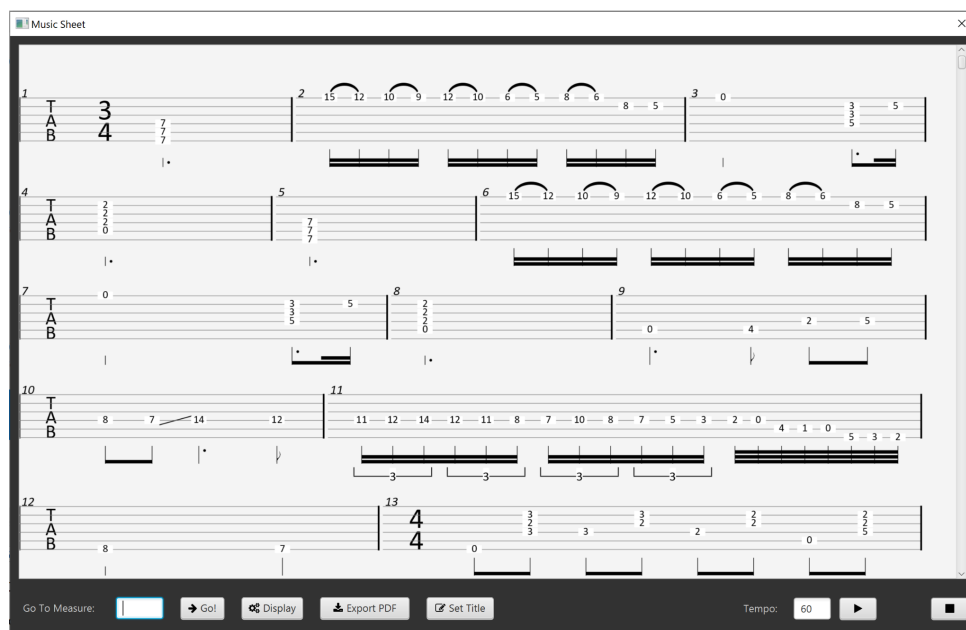 Music Sheet
1 2 3
15 12 10 9 12 10 6 5 8 6 0
T 3 8 5 3 5
A 7 3
B 4 7 5
7
4 5 6
15 12 10 9 12 10 6 5 8 6
T 2 8 5
A 2 7
B 2 7
0 7
7 8 9
0
T 3 5 2
A 3 2
B 5 2 2 5
0 0 4
10 11
T
A 8 7 14 12 11 12 14 12 11 8 7 10 8 7 5 3 2 0
B 4 1 0
5 3 2
3 3 3 3
12 13
T 4 3 3 2 2
A 2 2 2 2
B 4 3 3 2 5
0
8 7 0
Go To Measure: Go! Display Export PDF Set Title Tempo: 60